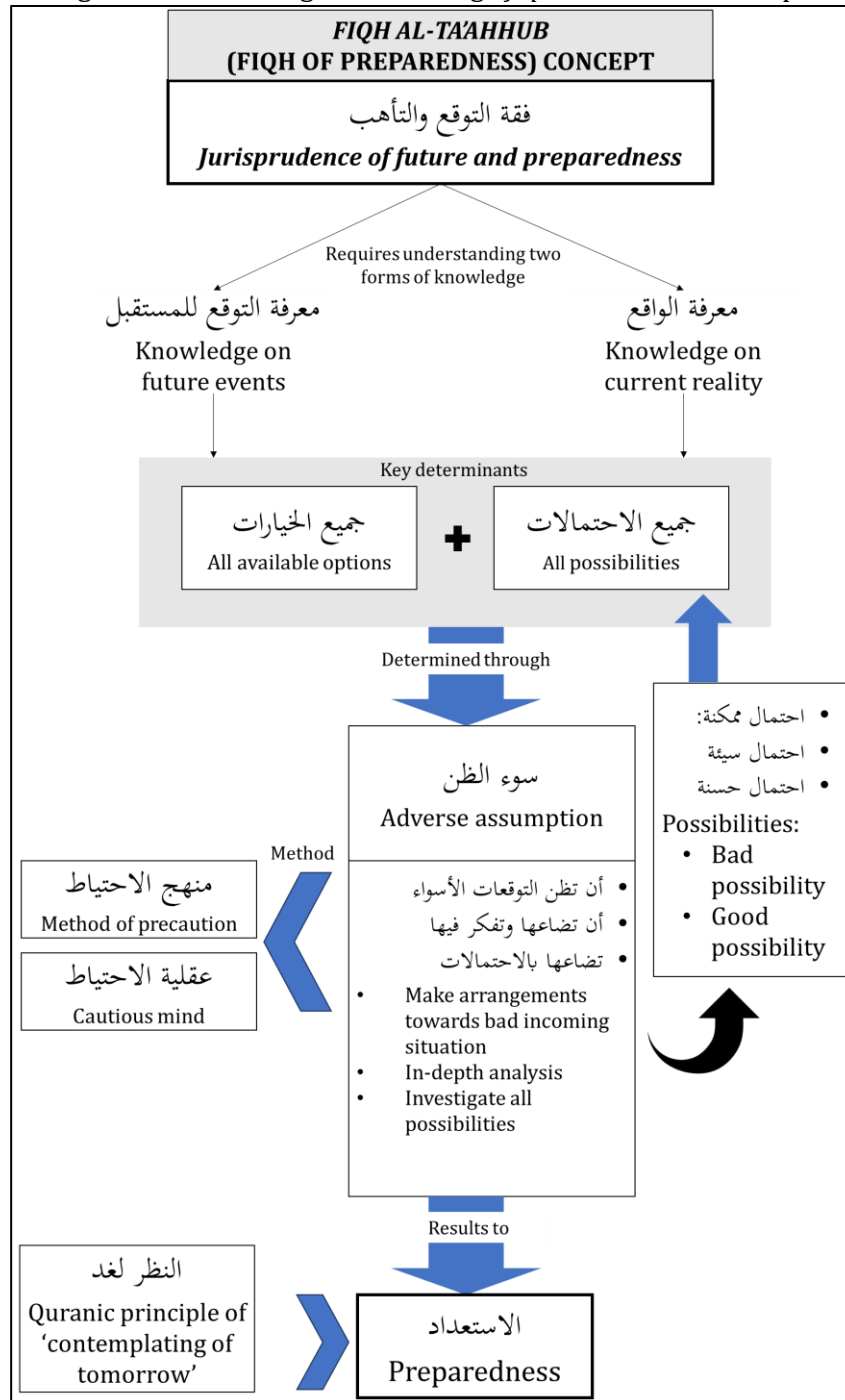 FIQH AL-TA'AHHUB
(FIQH OF PREPAREDNESS) CONCEPT
فقة التوقع والتأهب
Jurisprudence of future and preparedness
Requires understanding two
forms of knowledge
معرفة التوقع للمستقبل
Knowledge on
future events
معرفة الواقع
Knowledge on
current reality
Key determinants
جميع الخيارات
All available options
+
جميع الاحتمالات
All possibilities
Determined through
سوء الظن
Adverse assumption
• أن تظن التوقعات الأسواء
• أن تضاعها وتفكر فيها
• تضاعها بالاحتمالات
• Make arrangements
towards bad incoming
situation
• In-depth analysis
• Investigate all
possibilities
Method
منهج الاحتياط
Method of precaution
عقلية الاحتياط
Cautious mind
• احتمال ممكنة:
• احتمال سيئة
• احتمال حسنة
Possibilities:
• Bad
possibility
• Good
possibility
Results to
النظر لغد
Quranic principle of
'contemplating of
tomorrow'
الاستعداد
Preparedness